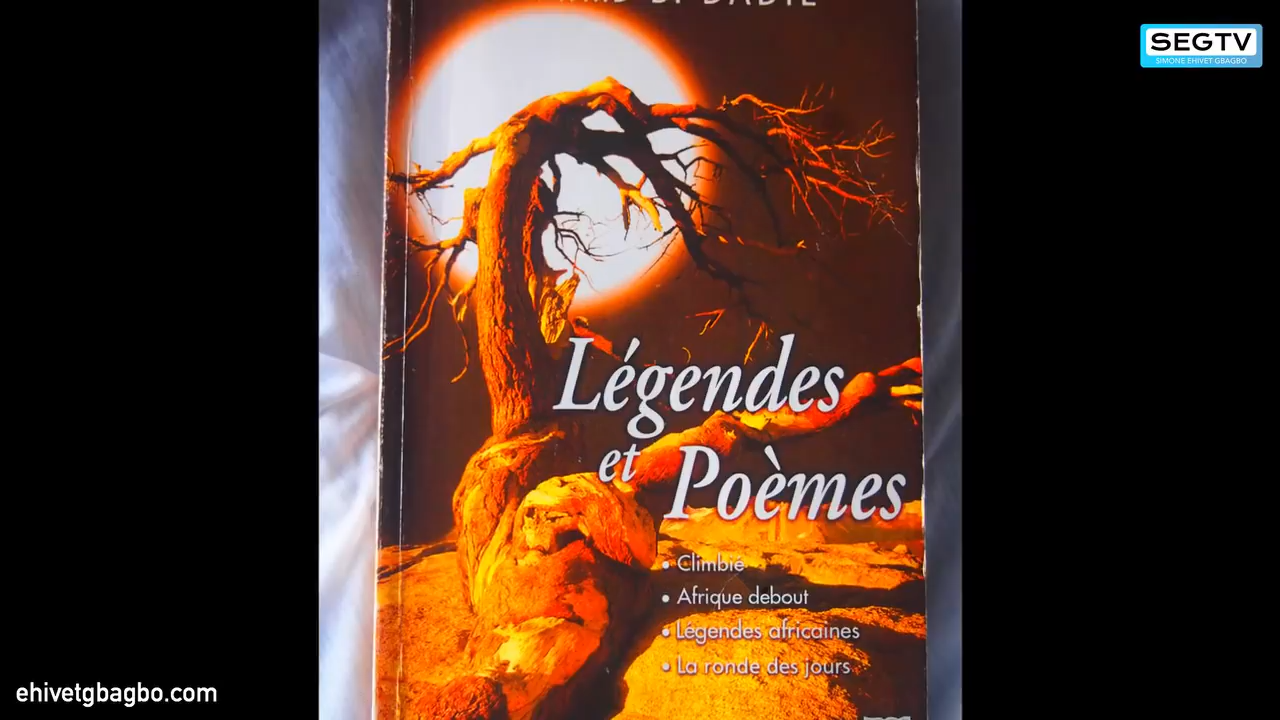 SEGTV
SIMONE EHIVET GBAGBO
Légendes
et Poèmes
• Climbié
• Afrique debout
• Légendes africaines
• La ronde des jours
ehivetgbagbo.com